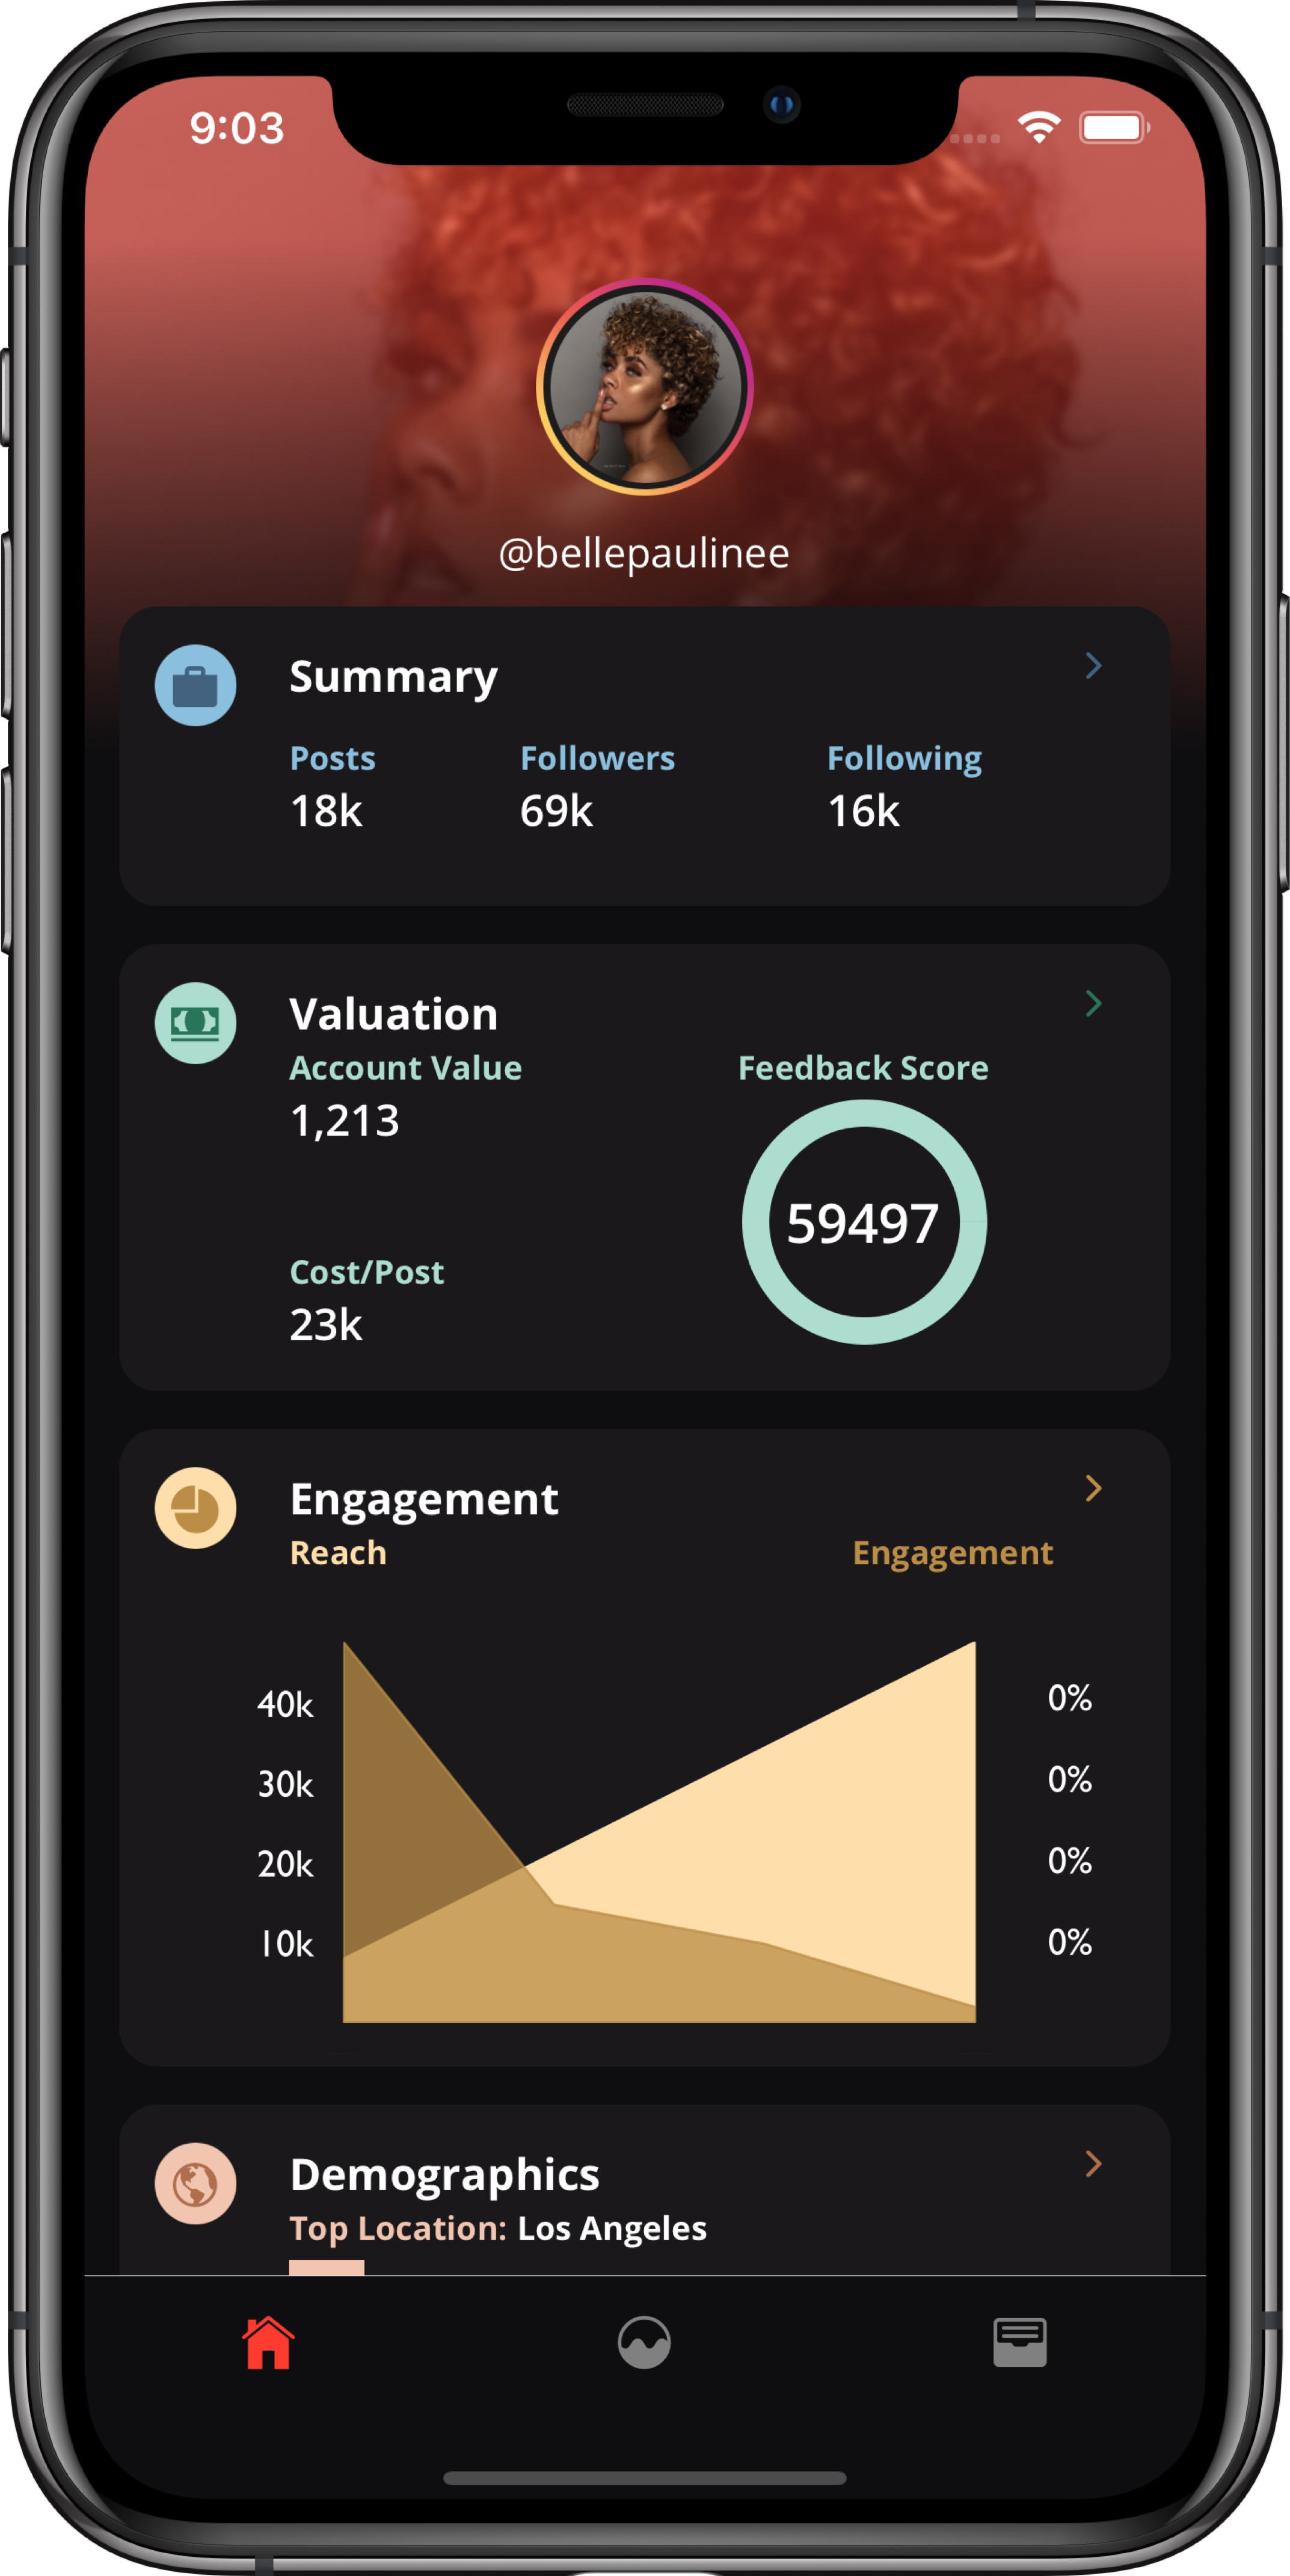 9:03
@bellepaulinee
Summary
Posts Followers Following
18k 69k 16k
Valuation
Account Value Feedback Score
1,213
59497
Cost/Post
23k
Engagement
Reach Engagement
40k 0%
30k 0%
20k 0%
10k 0%
Demographics
Top Location: Los Angeles